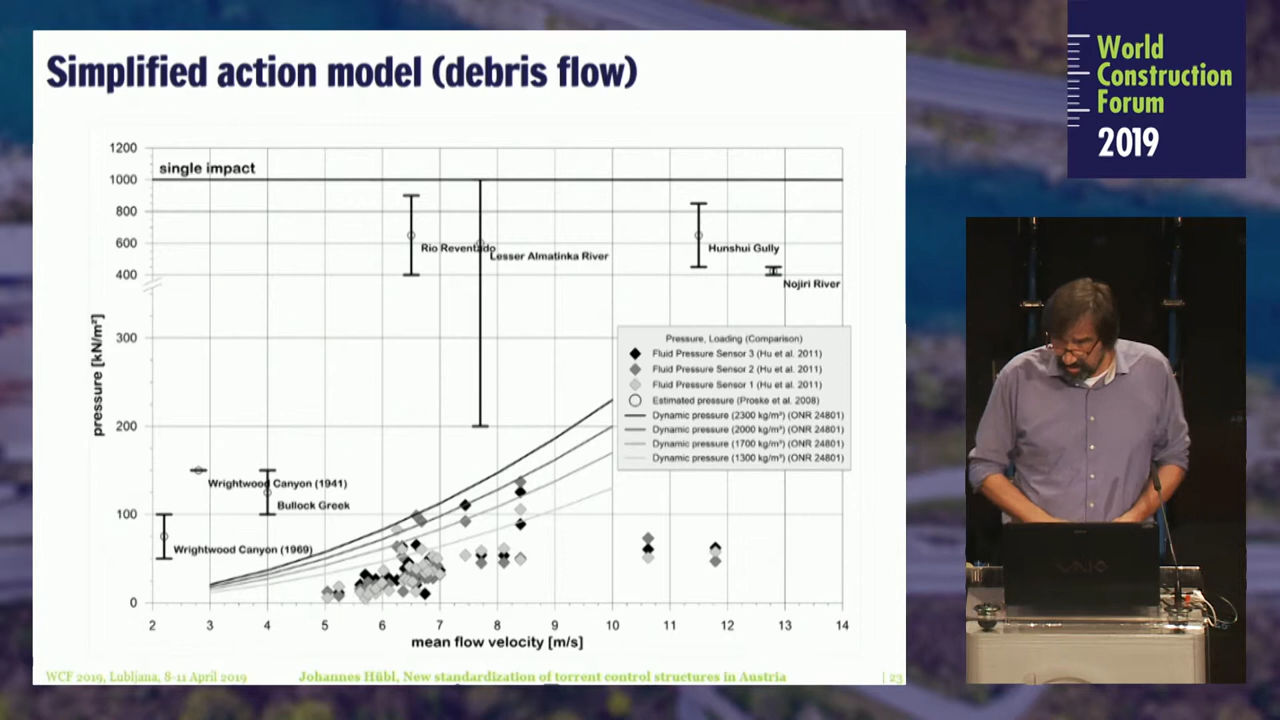 Simplified action model (debris flow)
World
Construction
Forum
2019
1200
single impact
1000
800
600
400
300
200
100
0
pressure [kN/m²]
Rio Reventado
Lesser Almatinka River
Hunshui Gully
Nojiri River
Wrightwood Canyon (1941)
Bullock Greek
Wrightwood Canyon (1969)
Pressure, Loading (Comparison)
Fluid Pressure Sensor 3 (Hu et al. 2011)
Fluid Pressure Sensor 2 (Hu et al. 2011)
Fluid Pressure Sensor 1 (Hu et al. 2011)
Estimated pressure (Proske et al. 2008)
Dynamic pressure (2300 kg/m³) (ONR 24801)
Dynamic pressure (2000 kg/m³) (ONR 24801)
Dynamic pressure (1700 kg/m³) (ONR 24801)
Dynamic pressure (1300 kg/m³) (ONR 24801)
2 3 4 5 6 7 8 9 10 11 12 13 14
mean flow velocity [m/s]
WCF 2019, Lubljana, 8-11 April 2019 Johannes Hübl, New standardization of torrent control structures in Austria | 23
VAIO